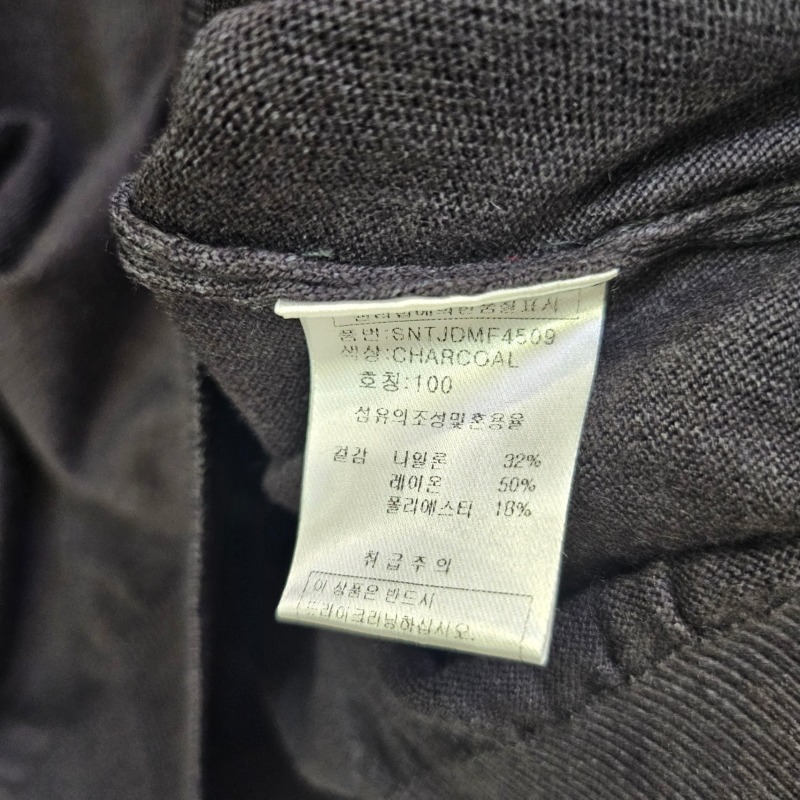 품번:SNTJDMF4509
색상:CHARCOAL
호칭:100
섬유의조성및혼용율
겉감 나일론 32%
레이온 50%
폴리에스터 18%
취급주의
이 상품은 반드시
드라이크리닝하십시오.